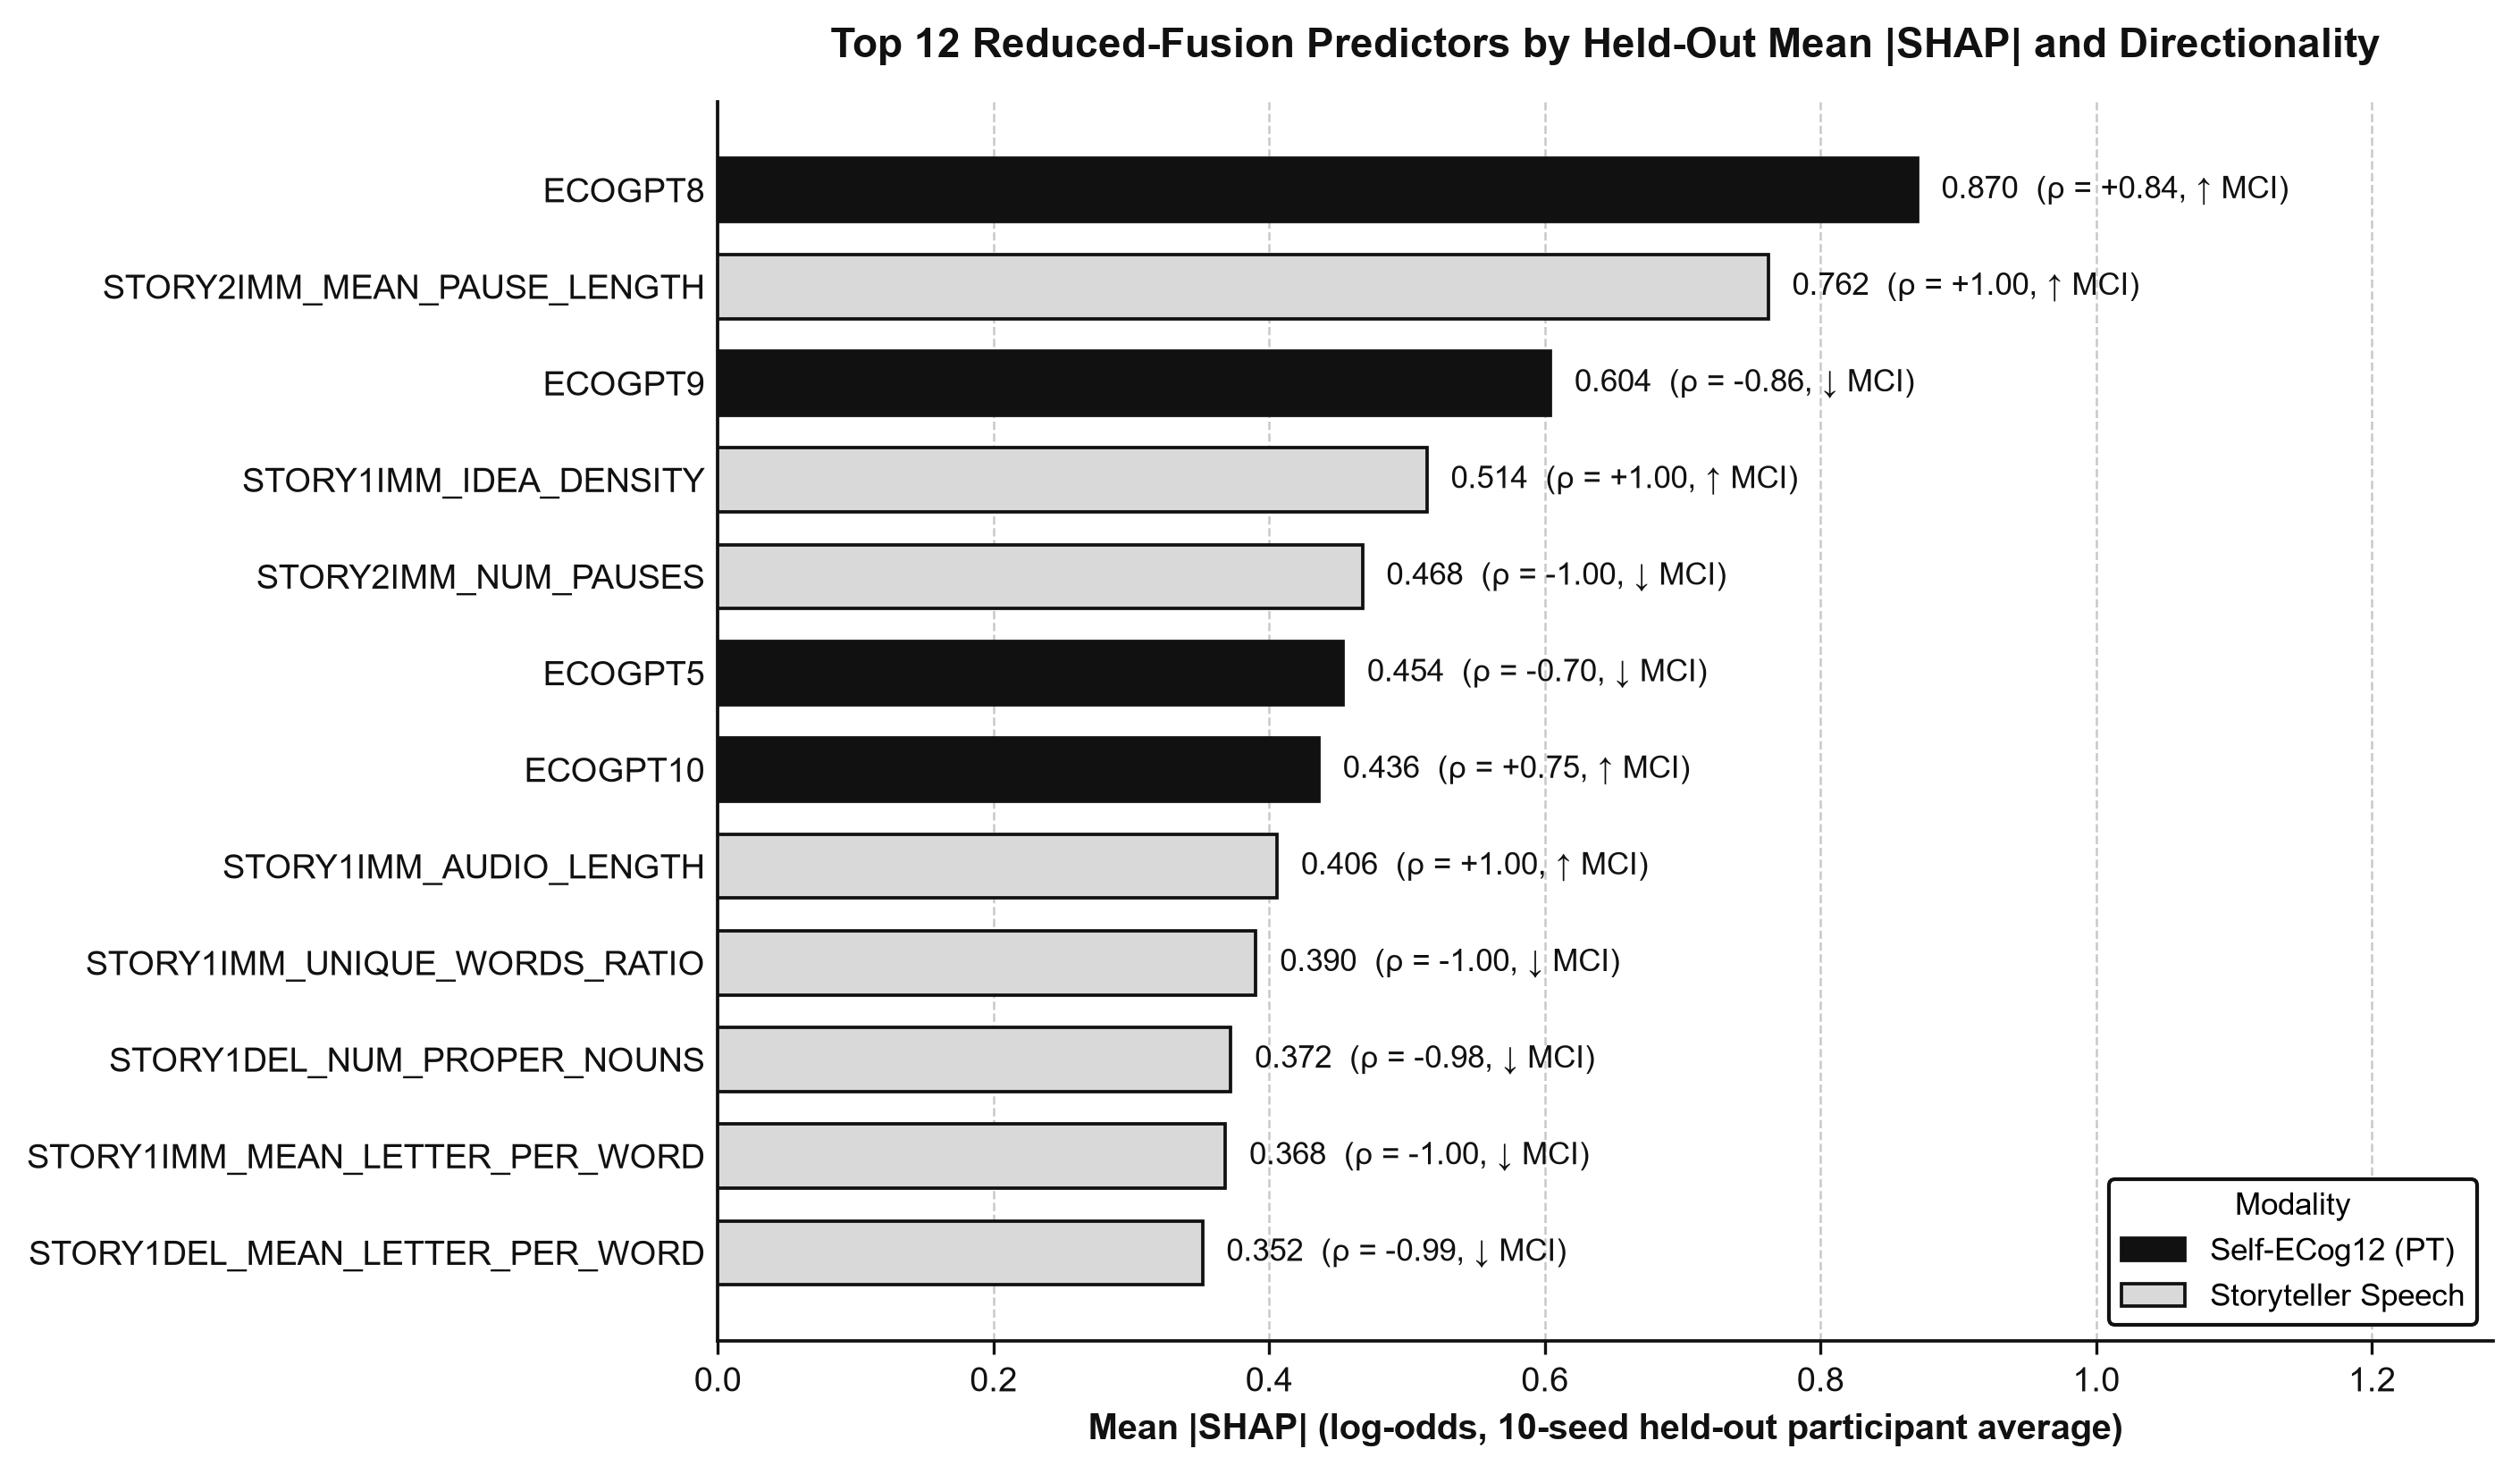 Top 12 Reduced-Fusion Predictors by Held-Out Mean |SHAP| and Directionality
ECOGPT8 0.870 (ρ = +0.84, ↑ MCI)
STORY2IMM_MEAN_PAUSE_LENGTH 0.762 (ρ = +1.00, ↑ MCI)
ECOGPT9 0.604 (ρ = -0.86, ↓ MCI)
STORY1IMM_IDEA_DENSITY 0.514 (ρ = +1.00, ↑ MCI)
STORY2IMM_NUM_PAUSES 0.468 (ρ = -1.00, ↓ MCI)
ECOGPT5 0.454 (ρ = -0.70, ↓ MCI)
ECOGPT10 0.436 (ρ = +0.75, ↑ MCI)
STORY1IMM_AUDIO_LENGTH 0.406 (ρ = +1.00, ↑ MCI)
STORY1IMM_UNIQUE_WORDS_RATIO 0.390 (ρ = -1.00, ↓ MCI)
STORY1DEL_NUM_PROPER_NOUNS 0.372 (ρ = -0.98, ↓ MCI)
STORY1IMM_MEAN_LETTER_PER_WORD 0.368 (ρ = -1.00, ↓ MCI)
STORY1DEL_MEAN_LETTER_PER_WORD 0.352 (ρ = -0.99, ↓ MCI)
Modality
Self-ECog12 (PT)
Storyteller Speech
0.0 0.2 0.4 0.6 0.8 1.0 1.2
Mean |SHAP| (log-odds, 10-seed held-out participant average)